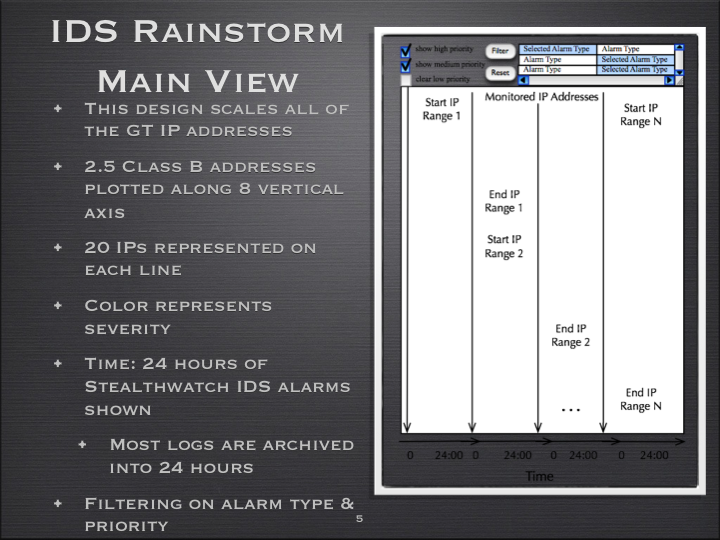 IDS Rainstorm
Main View
This design scales all of
the GT IP addresses
2.5 Class B addresses
plotted along 8 vertical
axis
20 IPs represented on
each line
Color represents
severity
Time: 24 hours of
Stealthwatch IDS alarms
shown
Most logs are archived
into 24 hours
Filtering on alarm type &
priority
5
show high priority
show medium priority
clear low priority
Filter
Reset
Selected Alarm Type Alarm Type
Alarm Type Selected Alarm Type
Alarm Type Selected Alarm Type
Monitored IP Addresses
Start IP
Range 1
Start IP
Range N
End IP
Range 1
Start IP
Range 2
End IP
Range 2
End IP
Range N
...
0 24:00 0 24:00 0 24:00 0 24:00
Time